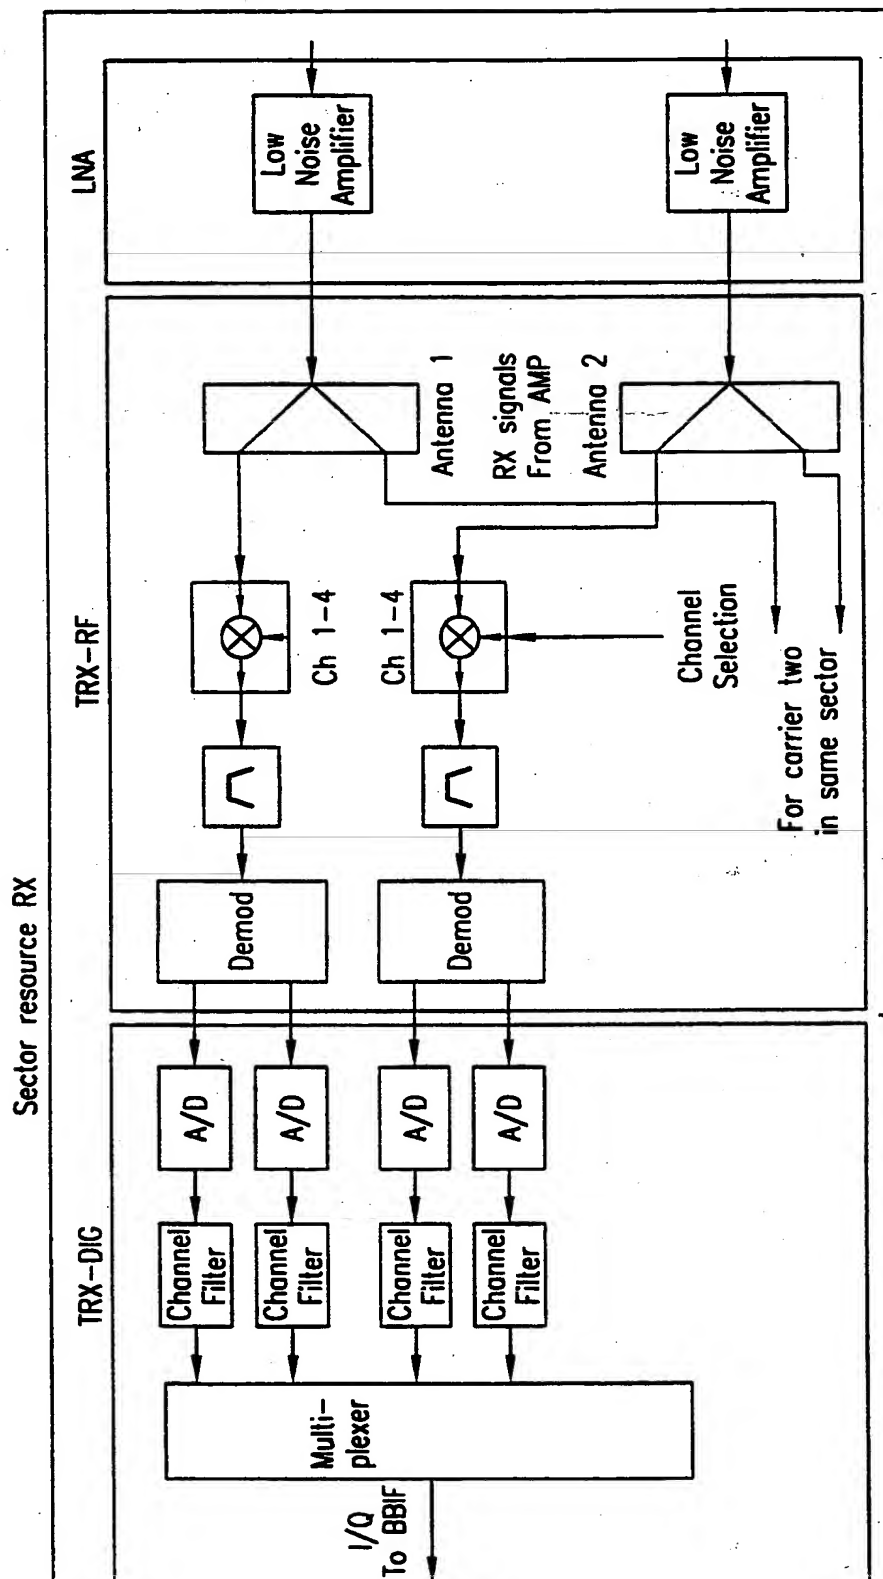 Sector resource RX
LNA
Low
Noise
Amplifier
Low
Noise
Amplifier
TRX-RF
Antenna 1
RX signals
From AMP
Antenna 2
Ch 1-4
Ch 1-4
Channel
Selection
For carrier two
in same sector
Demod
Demod
TRX-DIG
A/D
A/D
A/D
A/D
Channel
Filter
Channel
Filter
Channel
Filter
Channel
Filter
Multi-
plexer
I/Q
To BBIF